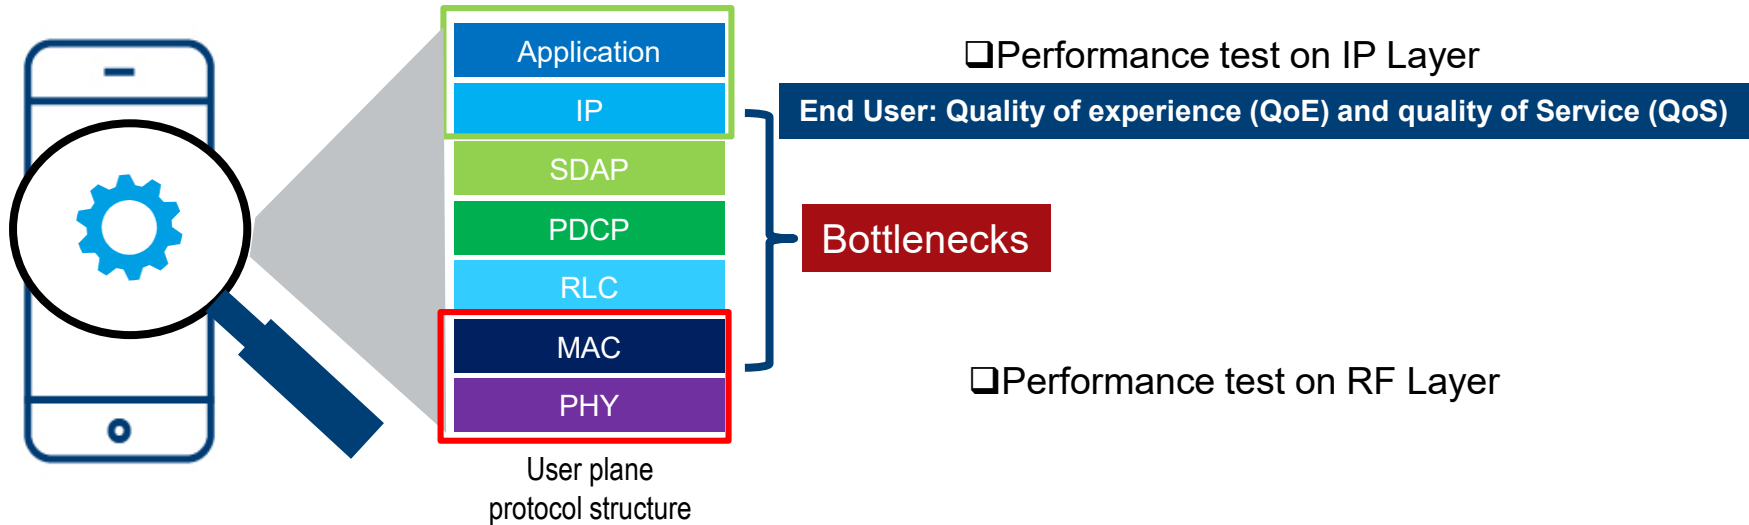 Application
IP
SDAP
PDCP
RLC
MAC
PHY
User plane
protocol structure
❑Performance test on IP Layer
End User: Quality of experience (QoE) and quality of Service (QoS)
Bottlenecks
❑Performance test on RF Layer